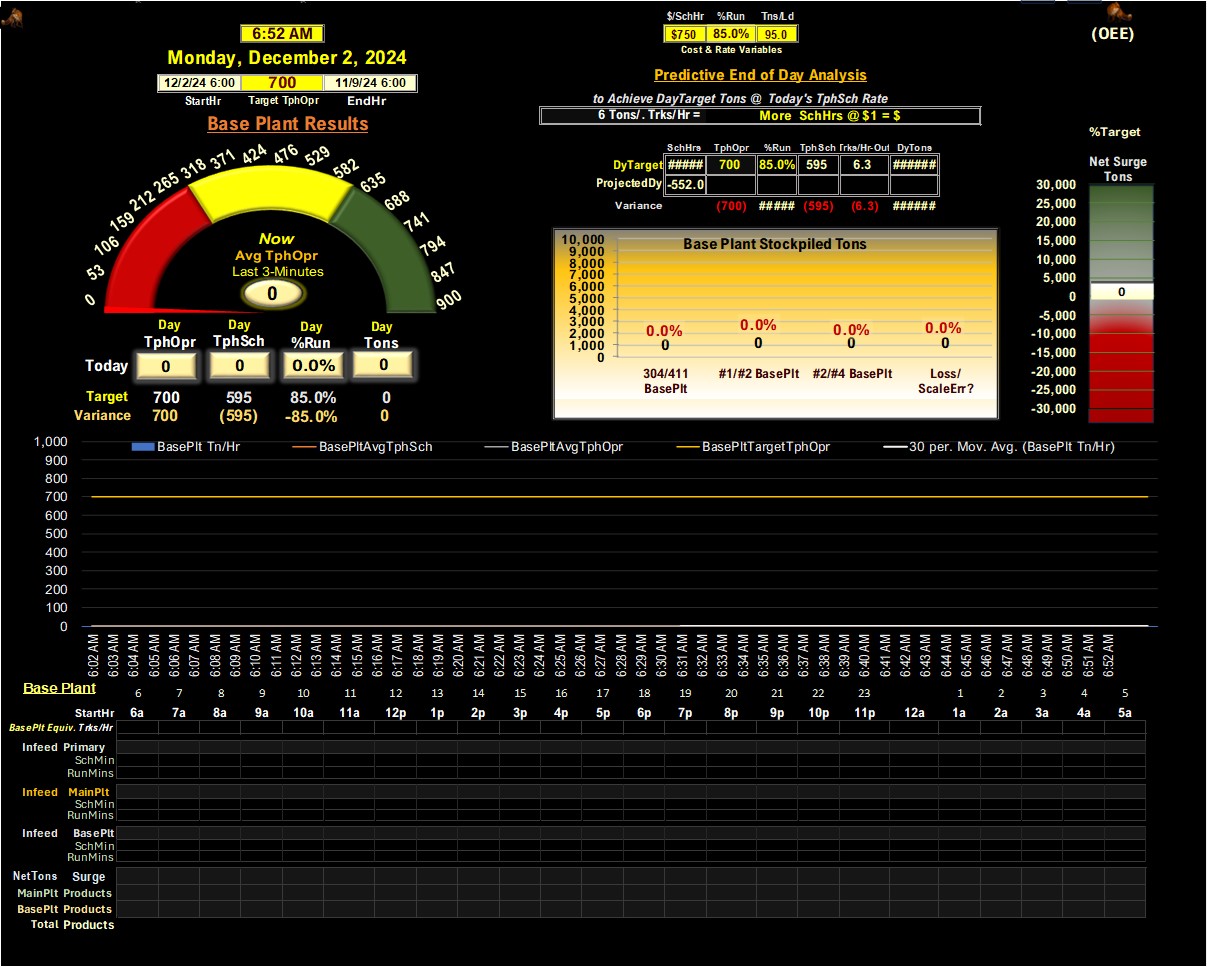 $/SchHr %Run Tns/Ld
6:52 AM
$750 85.0% 95.0
(OEE)
Cost & Rate Variables
Monday, December 2, 2024
Predictive End of Day Analysis
12/2/24 6:00 700 11/9/24 6:00
StartHr Target TphOpr EndHr
to Achieve DayTarget Tons @ Today's TphSch Rate
6 Tons/. Trks/Hr = More SchHrs @ $1 = $
Base Plant Results
%Target
SchHrs TphOpr %Run TphSch Trks/Hr-Out DyTons
DyTarget ##### 700 85.0% 595 6.3 ######
ProjectedDy -552.0
Variance (700) ##### (595) (6.3) ######
Net Surge
Tons
30,000
25,000
20,000
15,000
10,000
5,000
0
-5,000
-10,000
-15,000
-20,000
-25,000
-30,000
0
0 53 106 159 212 265 318 371 424 476 529 582 635 688 741 794 847 900
Now
Avg TphOpr
Last 3-Minutes
0
Base Plant Stockpiled Tons
10,000
9,000
8,000
7,000
6,000
5,000
4,000
3,000
2,000
1,000
0
0.0% 0.0% 0.0% 0.0%
0 0 0 0
304/411 #1/#2 BasePlt #2/#4 BasePlt Loss/
BasePlt ScaleErr?
Day Day Day Day
TphOpr TphSch %Run Tons
Today 0 0 0.0% 0
Target 700 595 85.0% 0
Variance 700 (595) -85.0% 0
BasePlt Tn/Hr BasePltAvgTphSch BasePltAvgTphOpr BasePltTargetTphOpr 30 per. Mov. Avg. (BasePlt Tn/Hr)
1,000
900
800
700
600
500
400
300
200
100
0
6:02 AM 6:03 AM 6:04 AM 6:05 AM 6:06 AM 6:07 AM 6:08 AM 6:09 AM 6:10 AM 6:11 AM 6:12 AM 6:13 AM 6:14 AM 6:15 AM 6:16 AM 6:17 AM 6:18 AM 6:19 AM 6:20 AM 6:21 AM 6:22 AM 6:23 AM 6:24 AM 6:25 AM 6:26 AM 6:27 AM 6:28 AM 6:29 AM 6:30 AM 6:31 AM 6:32 AM 6:33 AM 6:34 AM 6:35 AM 6:36 AM 6:37 AM 6:38 AM 6:39 AM 6:40 AM 6:41 AM 6:42 AM 6:43 AM 6:44 AM 6:45 AM 6:46 AM 6:47 AM 6:48 AM 6:49 AM 6:50 AM 6:51 AM 6:52 AM
Base Plant 6 7 8 9 10 11 12 13 14 15 16 17 18 19 20 21 22 23 1 2 3 4 5
StartHr 6a 7a 8a 9a 10a 11a 12p 1p 2p 3p 4p 5p 6p 7p 8p 9p 10p 11p 12a 1a 2a 3a 4a 5a
BasePlt Equiv. Trks/Hr
Infeed Primary
SchMin
RunMins
Infeed MainPlt
SchMin
RunMins
Infeed BasePlt
SchMin
RunMins
NetTons Surge
MainPlt Products
BasePlt Products
Total Products